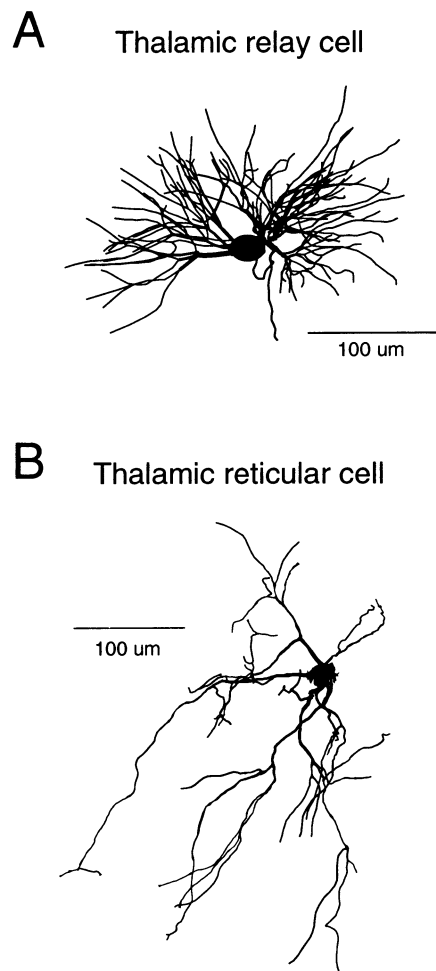 A
Thalamic relay cell
100 um
B
Thalamic reticular cell
100 um